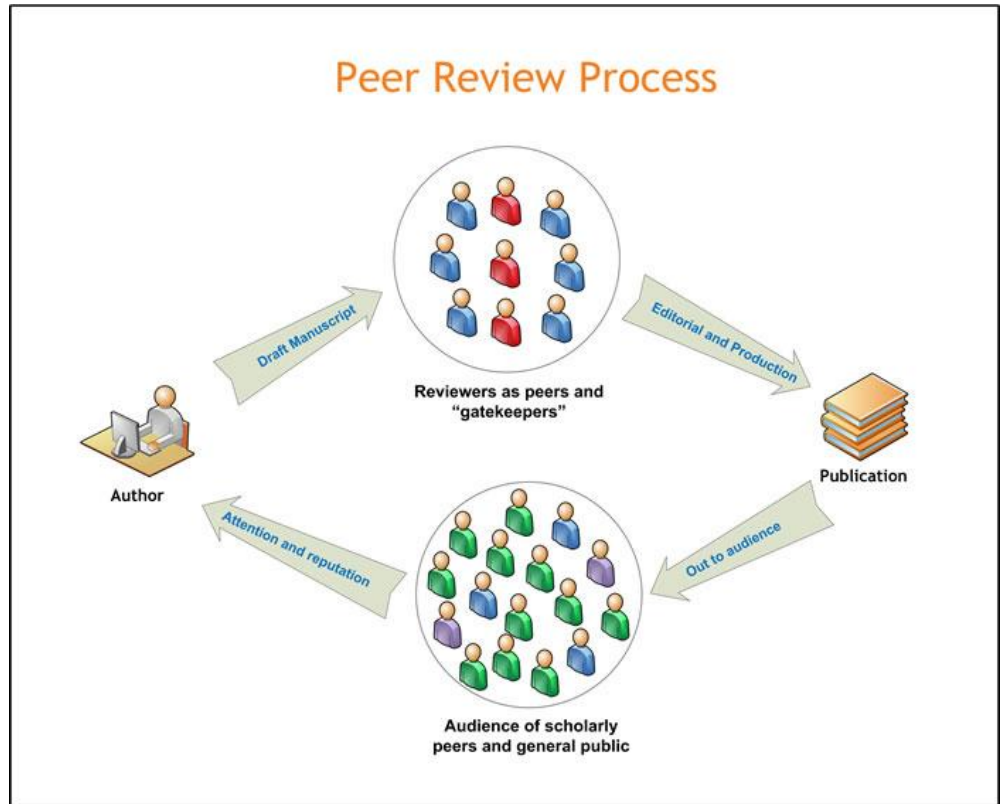 Peer Review Process
Draft Manuscript
Editorial and Production
Reviewers as peers and
“gatekeepers”
Author
Publication
Attention and reputation
Out to audience
Audience of scholarly
peers and general public